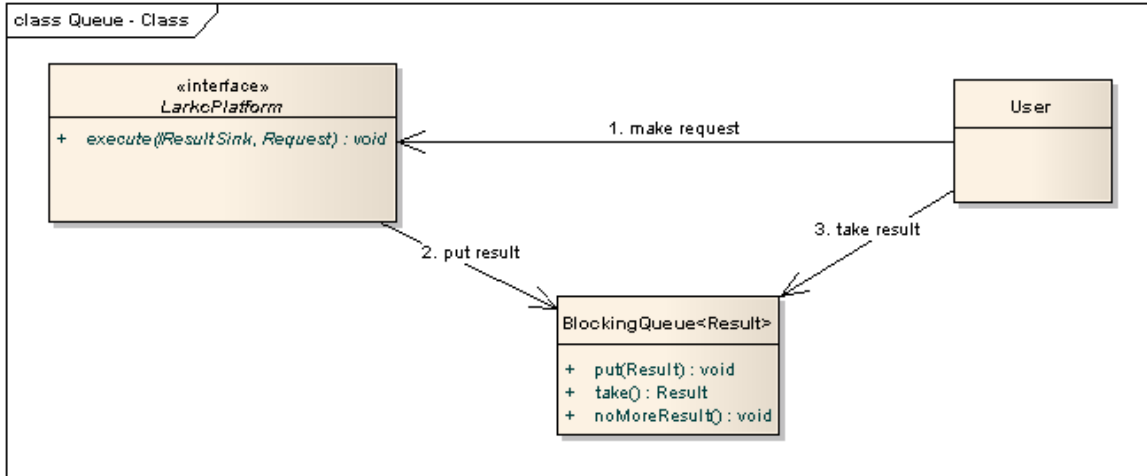 class Queue - Class
«interface»
LarkcPlatform
+ execute(IResultSink, Request) : void
User
1. make request
2. put result
3. take result
BlockingQueue<Result>
+ put(Result) : void
+ take() : Result
+ noMoreResult() : void